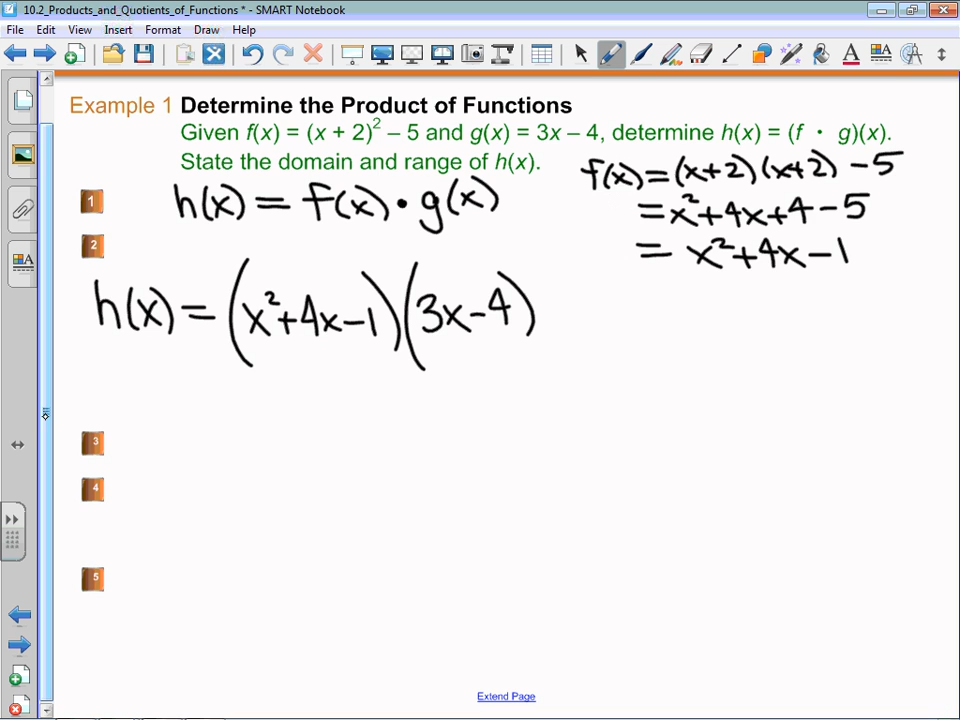 10.2_Products_and_Quotients_of_Functions * - SMART Notebook
File Edit View Insert Format Draw Help
Example 1 Determine the Product of Functions
Given f(x) = (x + 2)² – 5 and g(x) = 3x – 4, determine h(x) = (f · g)(x).
State the domain and range of h(x).
f(x)=(x+2)(x+2)-5
1
h(x) = f(x)•g(x)
=x²+4x+4-5
2
= x²+4x-1
h(x)=(x²+4x-1)(3x-4)
3
4
5
Extend Page